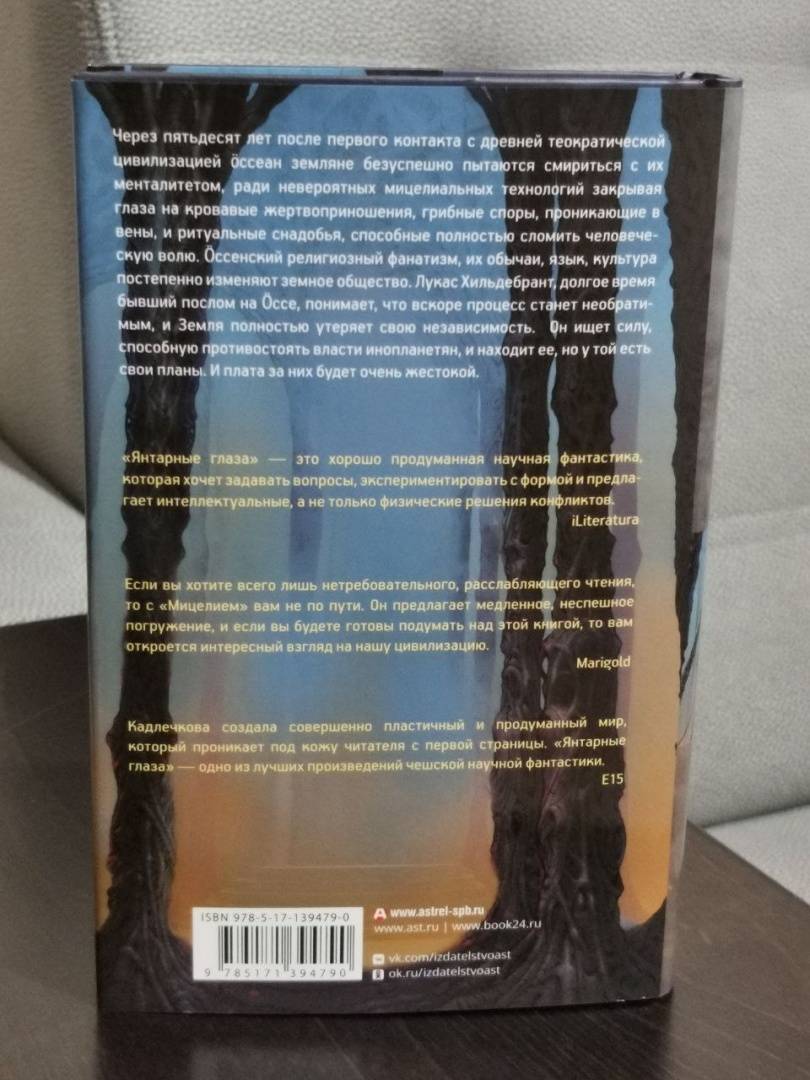 Через пятьдесят лет после первого контакта с древней теократической
цивилизацией öссеан земляне безуспешно пытаются смириться с их
менталитетом, ради невероятных мицелиальных технологий закрывая
глаза на кровавые жертвоприношения, грибные споры, проникающие в
вены, и ритуальные снадобья, способные полностью сломить человече-
скую волю. Öссенский религиозный фанатизм, их обычаи, язык, культура
постепенно изменяют земное общество. Лукас Хильдебрант, долгое время
бывший послом на Öссе, понимает, что вскоре процесс станет необрати-
мым, и Земля полностью утеряет свою независимость. Он ищет силу,
способную противостоять власти инопланетян, и находит ее, но у той есть
свои планы. И плата за них будет очень жестокой.
«Янтарные глаза» — это хорошо продуманная научная фантастика,
которая хочет задавать вопросы, экспериментировать с формой и предла-
гает интеллектуальные, а не только физические решения конфликтов.
iLiteratura
Если вы хотите всего лишь нетребовательного, расслабляющего чтения,
то с «Мицелием» вам не по пути. Он предлагает медленное, неспешное
погружение, и если вы будете готовы подумать над этой книгой, то вам
откроется интересный взгляд на нашу цивилизацию.
Marigold
Кадлечкова создала совершенно пластичный и продуманный мир,
который проникает под кожу читателя с первой страницы. «Янтарные
глаза» — одно из лучших произведений чешской научной фантастики.
E15
ISBN 978-5-17-139479-0
9 785171 394790
www.astrel-spb.ru
www.ast.ru | www.book24.ru
vk.com/izdatelstvoast
ok.ru/izdatelstvoast